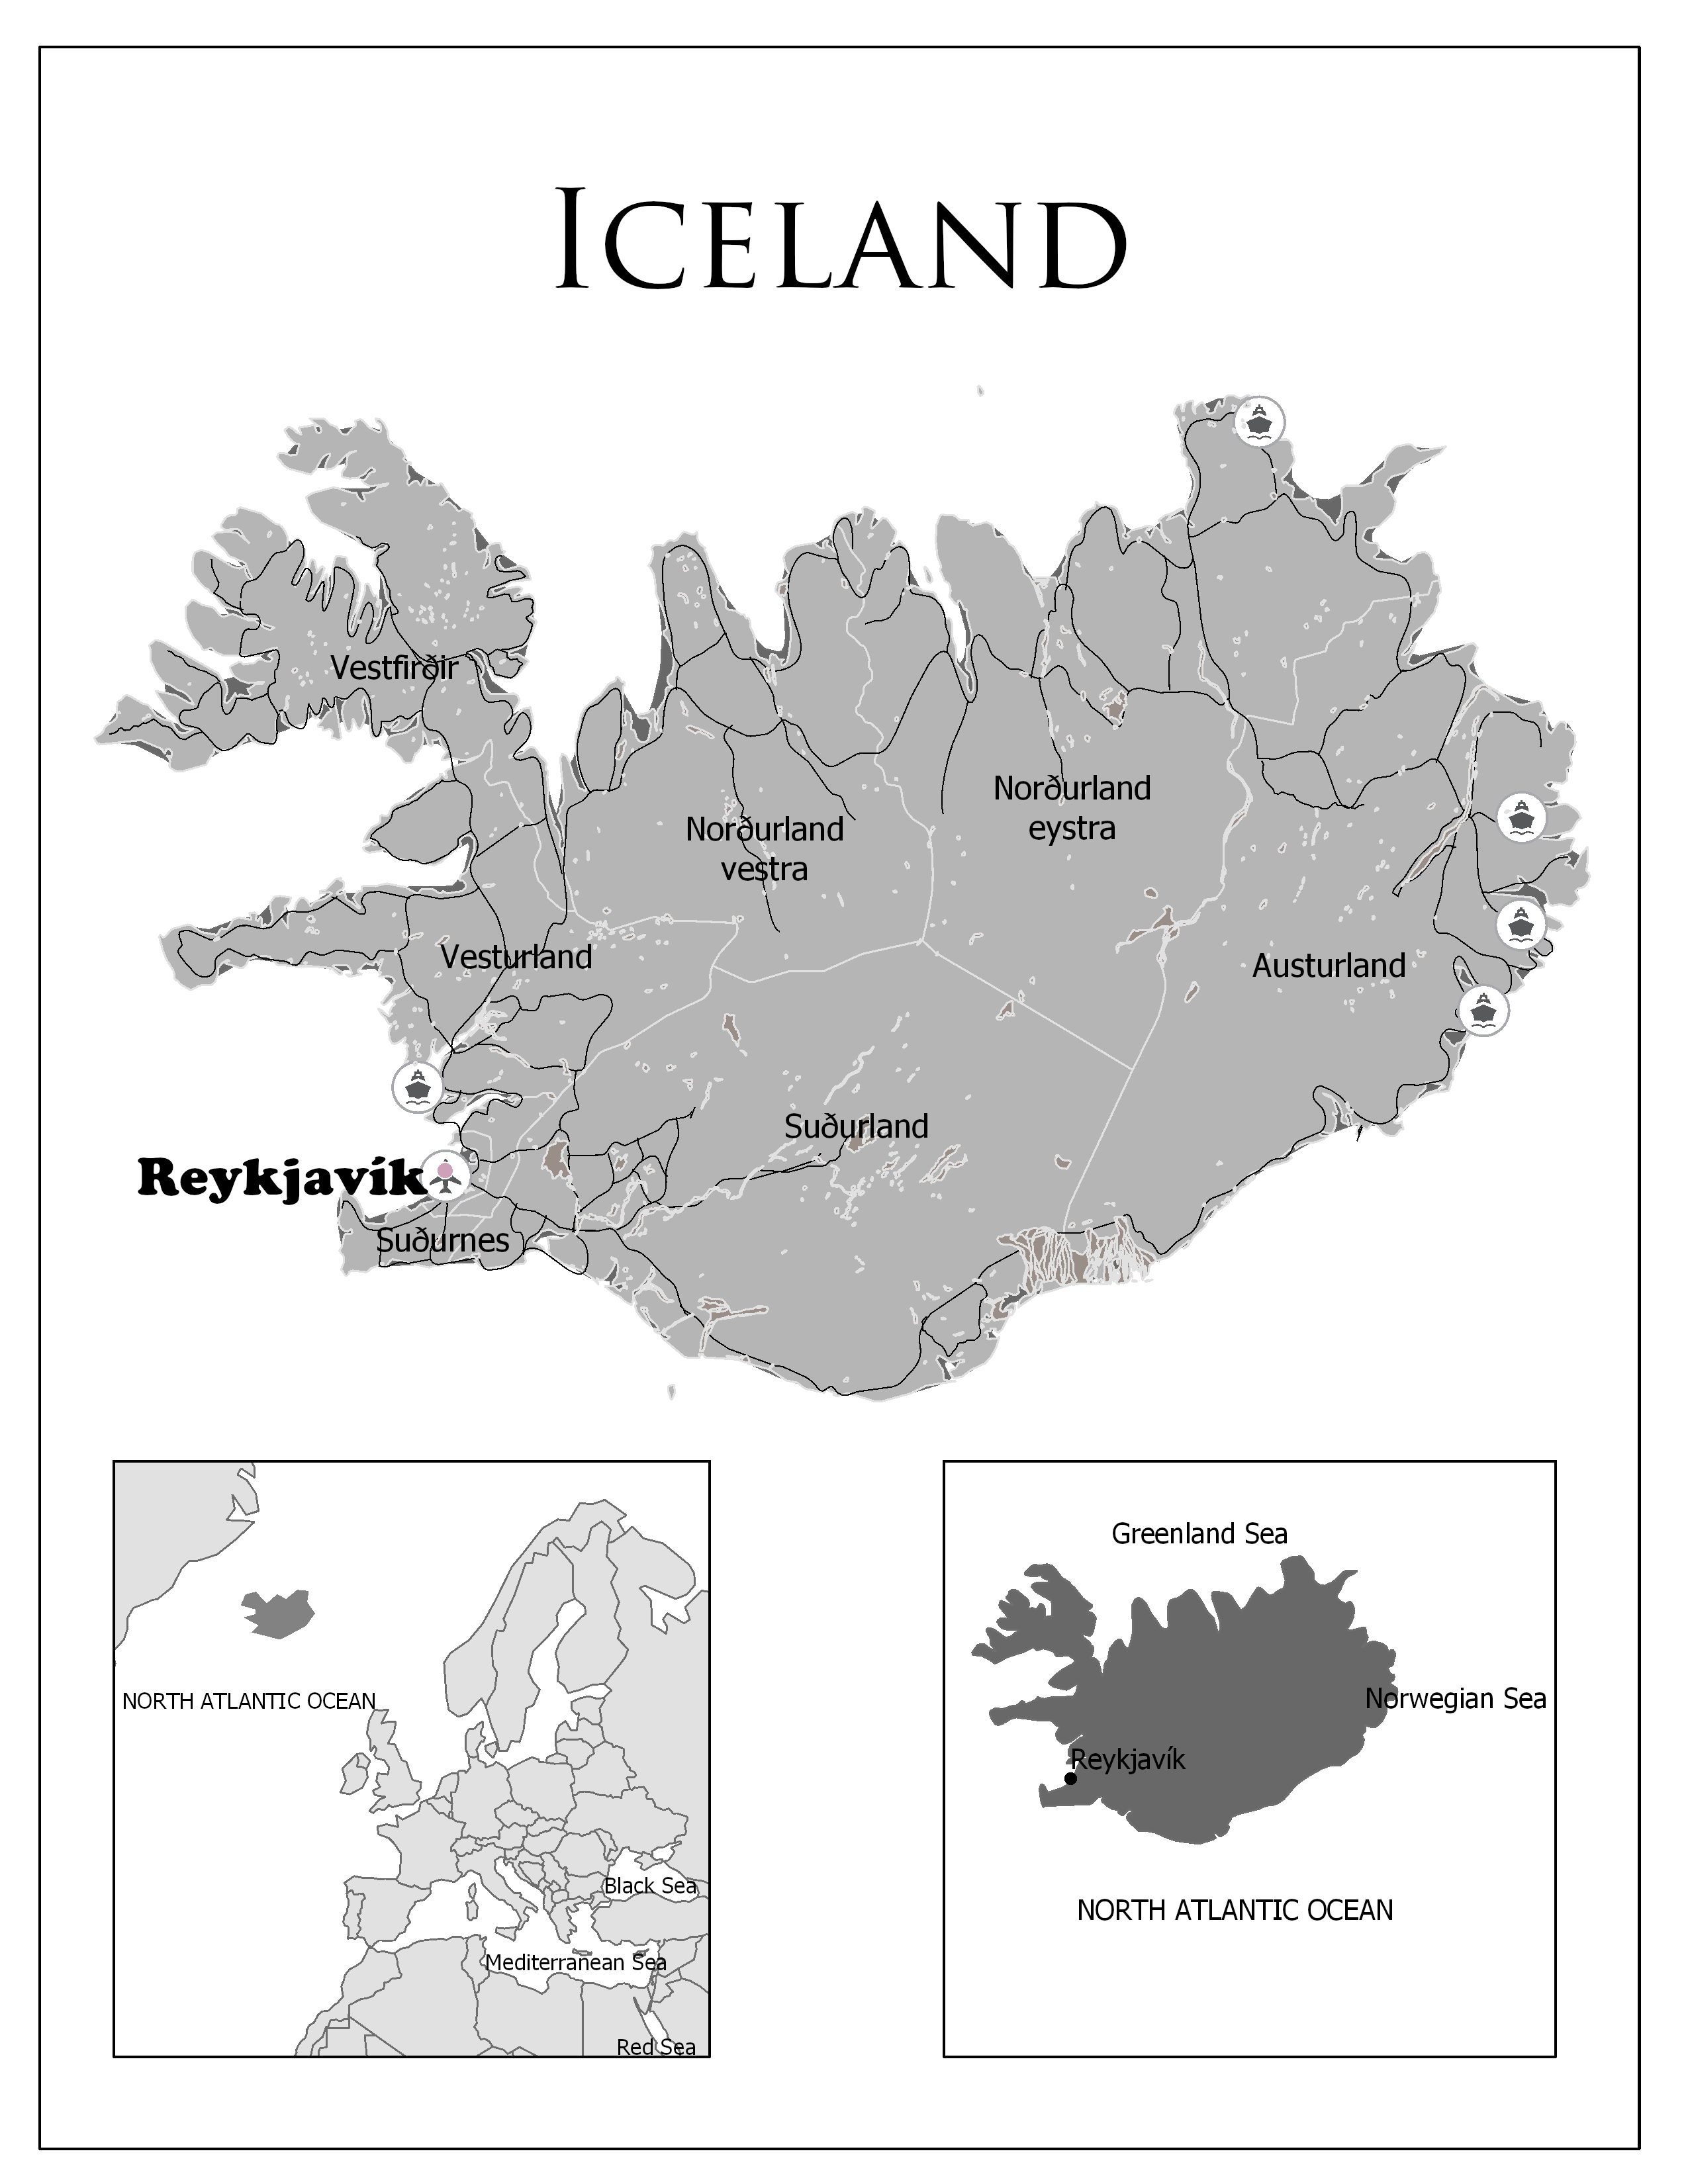 ICELAND
Vestfirðir
Norðurland
eystra
Norðurland
vestra
Vesturland
Austurland
Suðurland
Reykjavík
Suðurnes
NORTH ATLANTIC OCEAN
Black Sea
Mediterranean Sea
Red Sea
Greenland Sea
Norwegian Sea
Reykjavík
NORTH ATLANTIC OCEAN